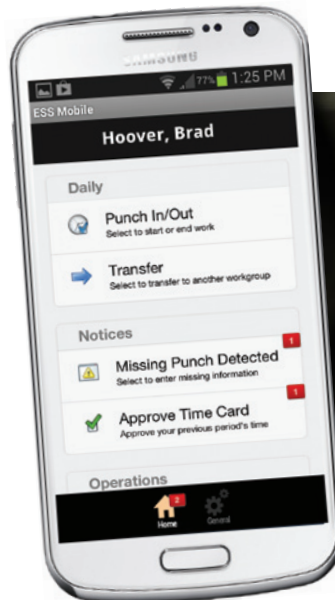 SAMSUNG
77% 1:25 PM
ESS Mobile
Hoover, Brad
Daily
Punch In/Out
Select to start or end work
Transfer
Select to transfer to another workgroup
Notices
1
Missing Punch Detected
Select to enter missing information
1
Approve Time Card
Approve your previous period's time
Operations
2
Home General